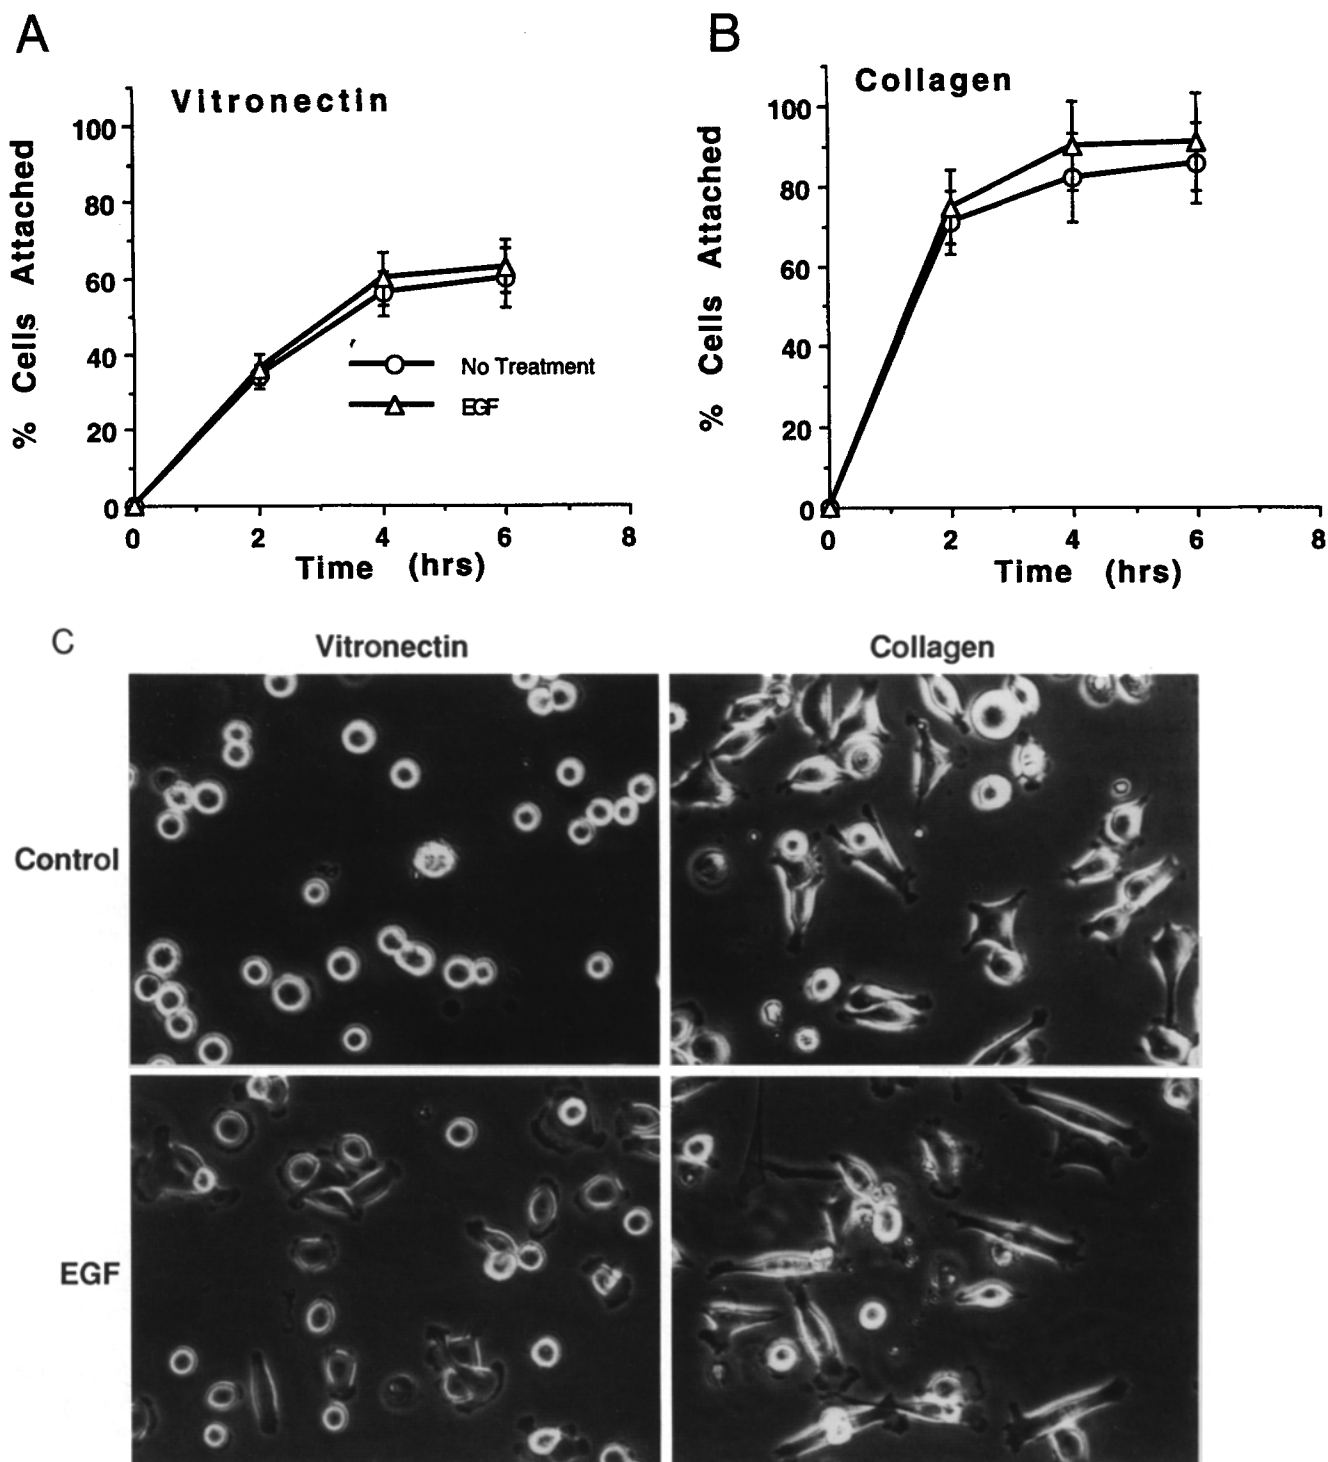 A
Vitronectin
% Cells Attached
100
80
60
40
20
0
0 2 4 6 8
Time (hrs)
No Treatment
EGF
B
Collagen
% Cells Attached
100
80
60
40
20
0
0 2 4 6 8
Time (hrs)
C
Vitronectin Collagen
Control
EGF